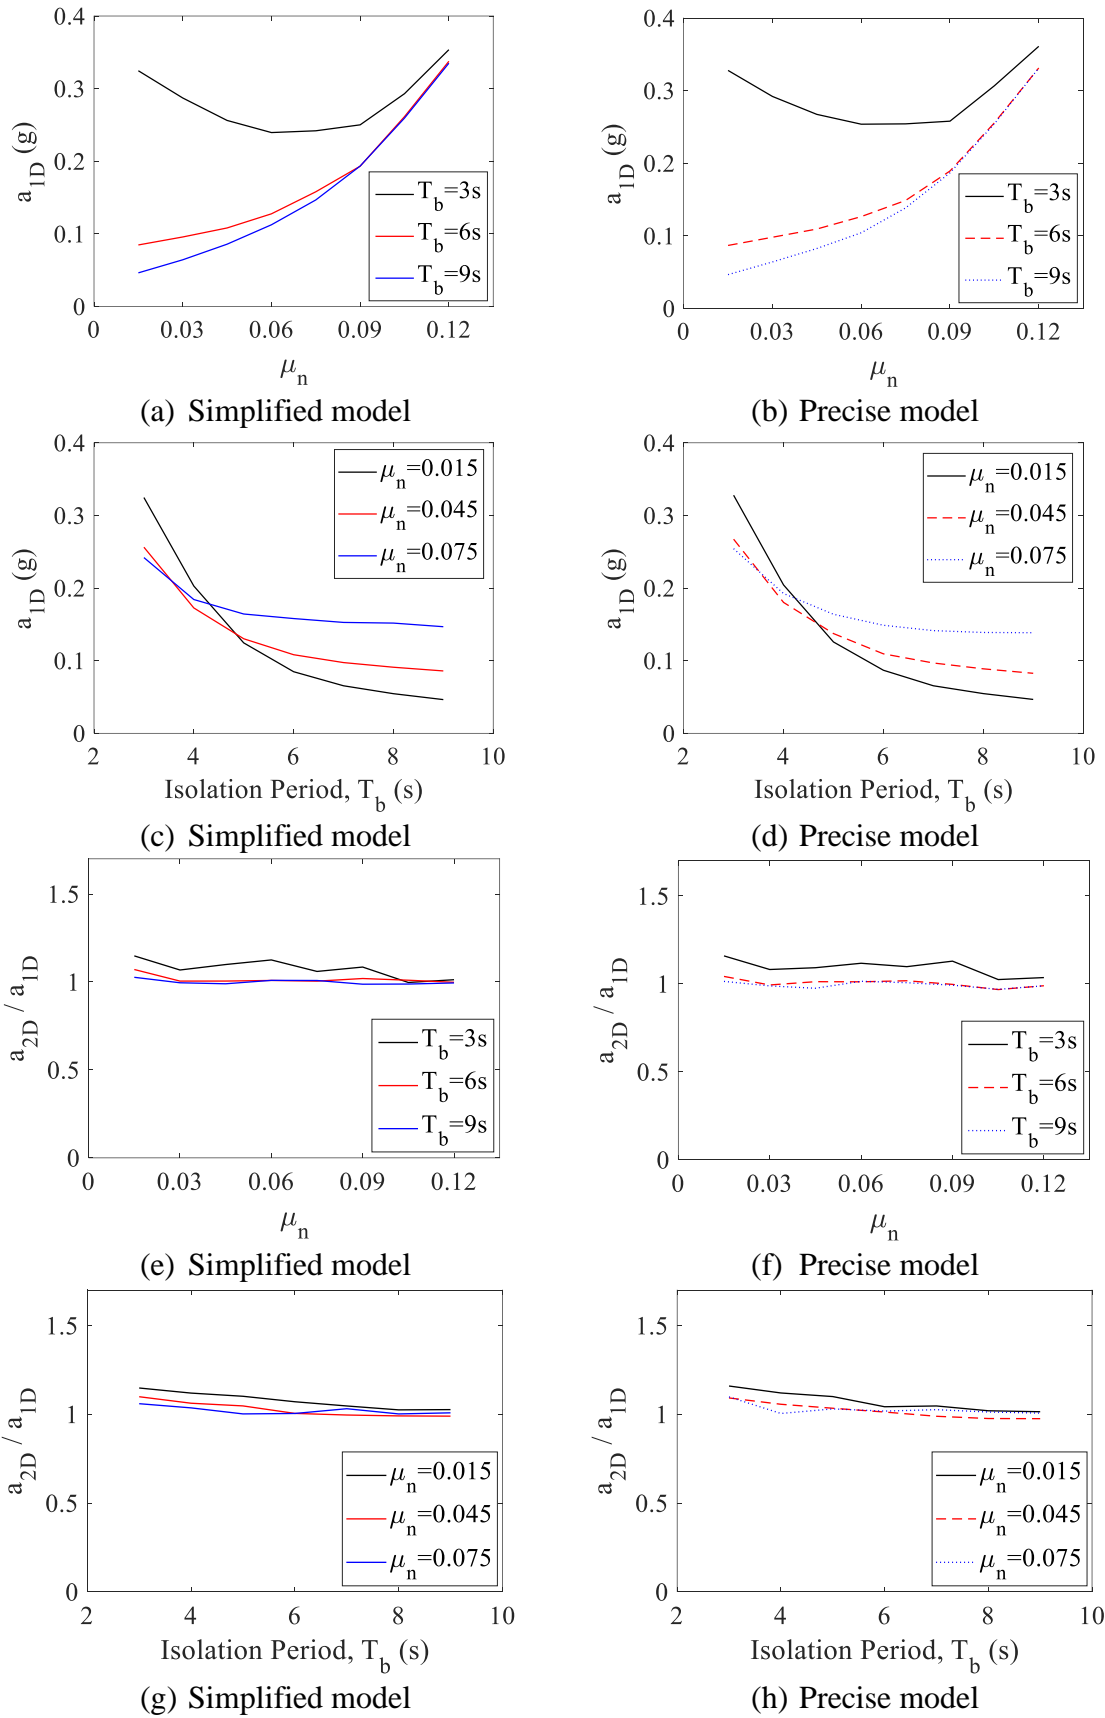 0.4
0.3
0.2
0.1
0
a1D (g)
Tb=3s
Tb=6s
Tb=9s
0 0.03 0.06 0.09 0.12
μn
(a) Simplified model
0.4
0.3
0.2
0.1
0
a1D (g)
Tb=3s
Tb=6s
Tb=9s
0 0.03 0.06 0.09 0.12
μn
(b) Precise model
0.4
0.3
0.2
0.1
0
a1D (g)
μn=0.015
μn=0.045
μn=0.075
2 4 6 8 10
Isolation Period, Tb (s)
(c) Simplified model
0.4
0.3
0.2
0.1
0
a1D (g)
μn=0.015
μn=0.045
μn=0.075
2 4 6 8 10
Isolation Period, Tb (s)
(d) Precise model
1.5
1
0.5
0
a2D / a1D
Tb=3s
Tb=6s
Tb=9s
0 0.03 0.06 0.09 0.12
μn
(e) Simplified model
1.5
1
0.5
0
a2D / a1D
Tb=3s
Tb=6s
Tb=9s
0 0.03 0.06 0.09 0.12
μn
(f) Precise model
1.5
1
0.5
0
a2D / a1D
μn=0.015
μn=0.045
μn=0.075
2 4 6 8 10
Isolation Period, Tb (s)
(g) Simplified model
1.5
1
0.5
0
a2D / a1D
μn=0.015
μn=0.045
μn=0.075
2 4 6 8 10
Isolation Period, Tb (s)
(h) Precise model